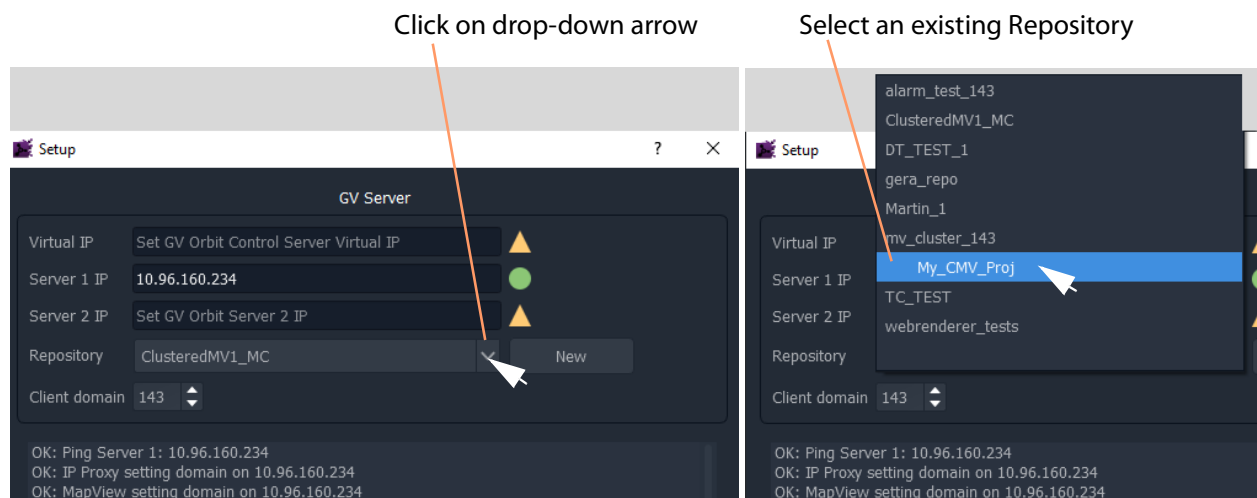 Click on drop-down arrow
Select an existing Repository
Setup
?
GV Server
Virtual IP
Set GV Orbit Control Server Virtual IP
Server 1 IP
10.96.160.234
Server 2 IP
Set GV Orbit Server 2 IP
Repository
ClusteredMV1_MC
New
Client domain
143
OK: Ping Server 1: 10.96.160.234
OK: IP Proxy setting domain on 10.96.160.234
OK: MapView setting domain on 10.96.160.234
alarm_test_143
ClusteredMV1_MC
Setup
DT_TEST_1
gera_repo
Martin_1
Virtual IP
mv_cluster_143
My_CMV_Proj
Server 1 IP
TC_TEST
Server 2 IP
webrenderer_tests
Repository
Client domain
143
OK: Ping Server 1: 10.96.160.234
OK: IP Proxy setting domain on 10.96.160.234
OK: MapView setting domain on 10.96.160.234